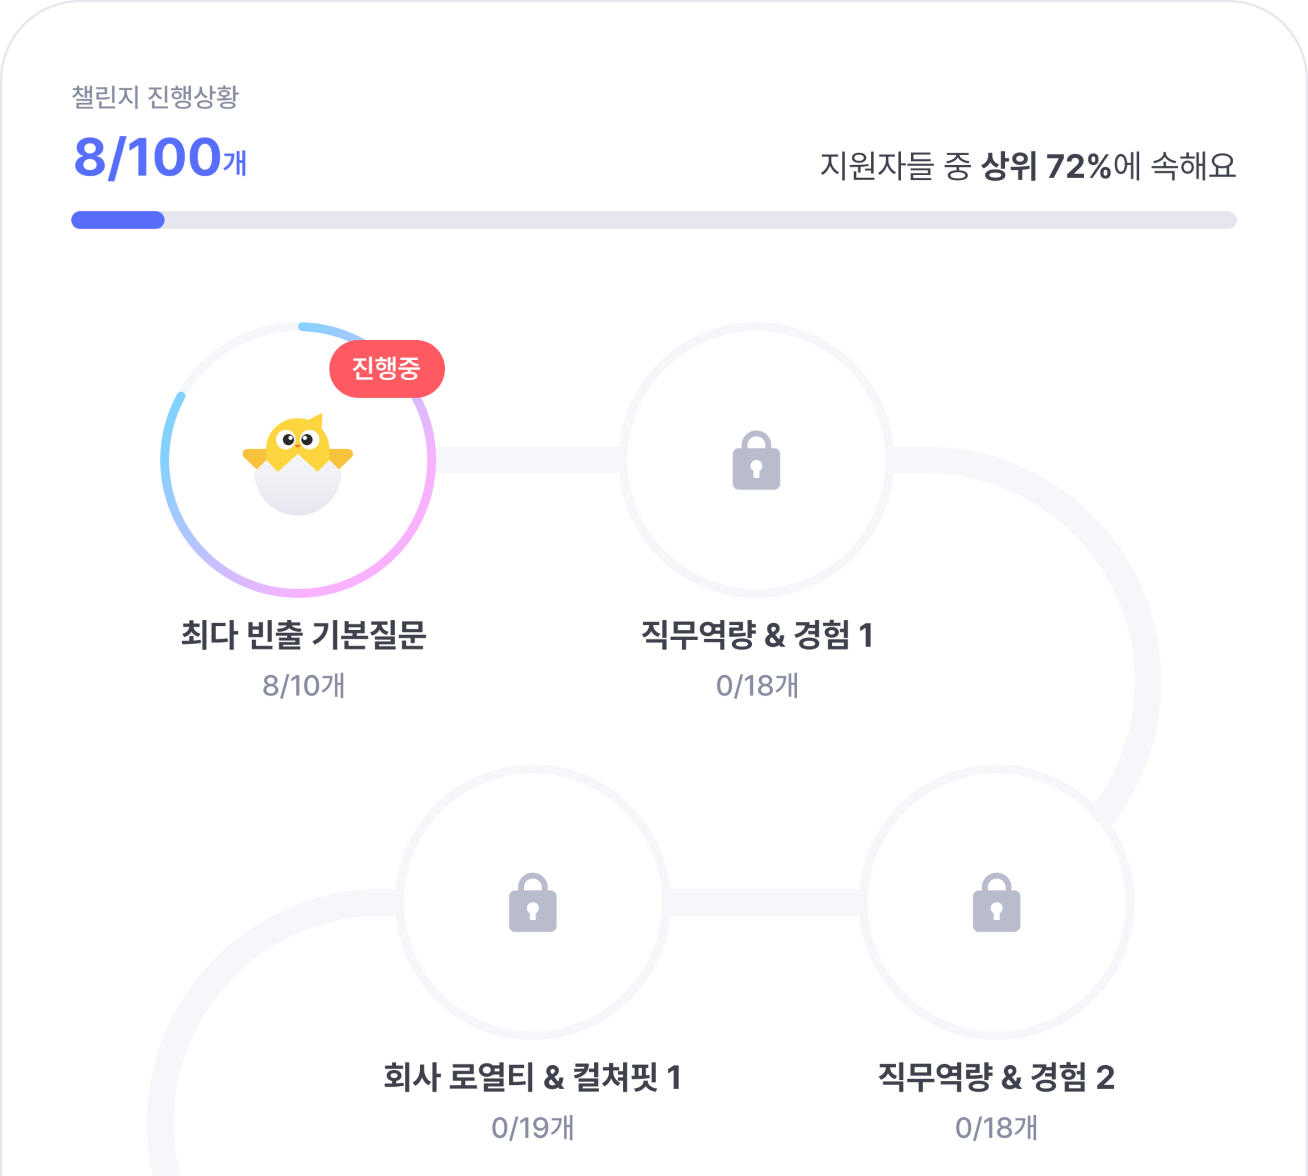 챌린지 진행상황
8/100개
지원자들 중 상위 72%에 속해요
진행중
최다 빈출 기본질문
8/10개
직무역량 & 경험 1
0/18개
회사 로열티 & 컬쳐핏 1
0/19개
직무역량 & 경험 2
0/18개